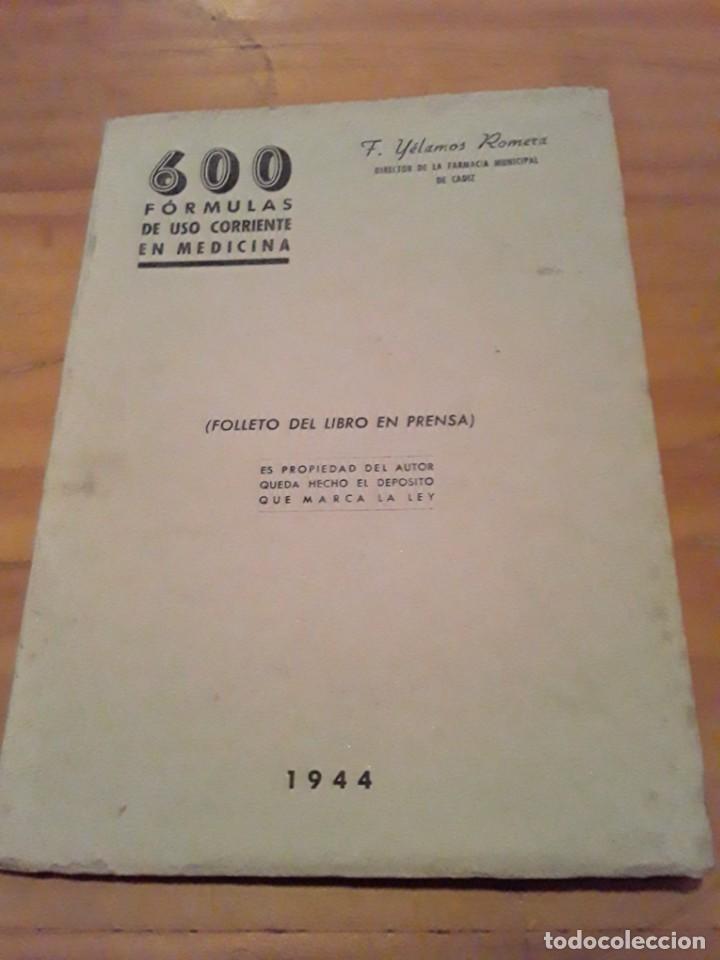 600
FÓRMULAS
DE USO CORRIENTE
EN MEDICINA
F. Yélamos Romera
DIRECTOR DE LA FARMACIA MUNICIPAL
DE CADIZ
(FOLLETO DEL LIBRO EN PRENSA)
ES PROPIEDAD DEL AUTOR
QUEDA HECHO EL DEPOSITO
QUE MARCA LA LEY
1944
todocoleccion